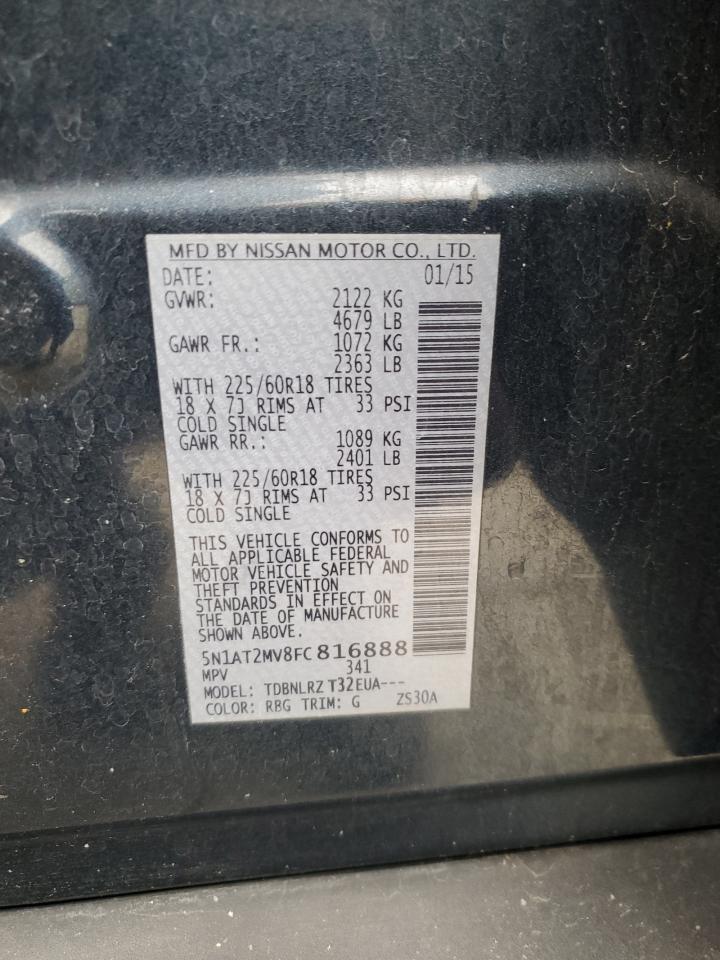 MFD BY NISSAN MOTOR CO., LTD.
DATE: 01/15
GVWR: 2122 KG
4679 LB
GAWR FR.: 1072 KG
2363 LB
WITH 225/60R18 TIRES
18 X 7J RIMS AT 33 PSI
COLD SINGLE
GAWR RR.: 1089 KG
2401 LB
WITH 225/60R18 TIRES
18 X 7J RIMS AT 33 PSI
COLD SINGLE
THIS VEHICLE CONFORMS TO
ALL APPLICABLE FEDERAL
MOTOR VEHICLE SAFETY AND
THEFT PREVENTION
STANDARDS IN EFFECT ON
THE DATE OF MANUFACTURE
SHOWN ABOVE.
5N1AT2MV8FC816888
MPV 341
MODEL: TDBNLRZ T32EUA---
COLOR: RBG TRIM: G ZS30A